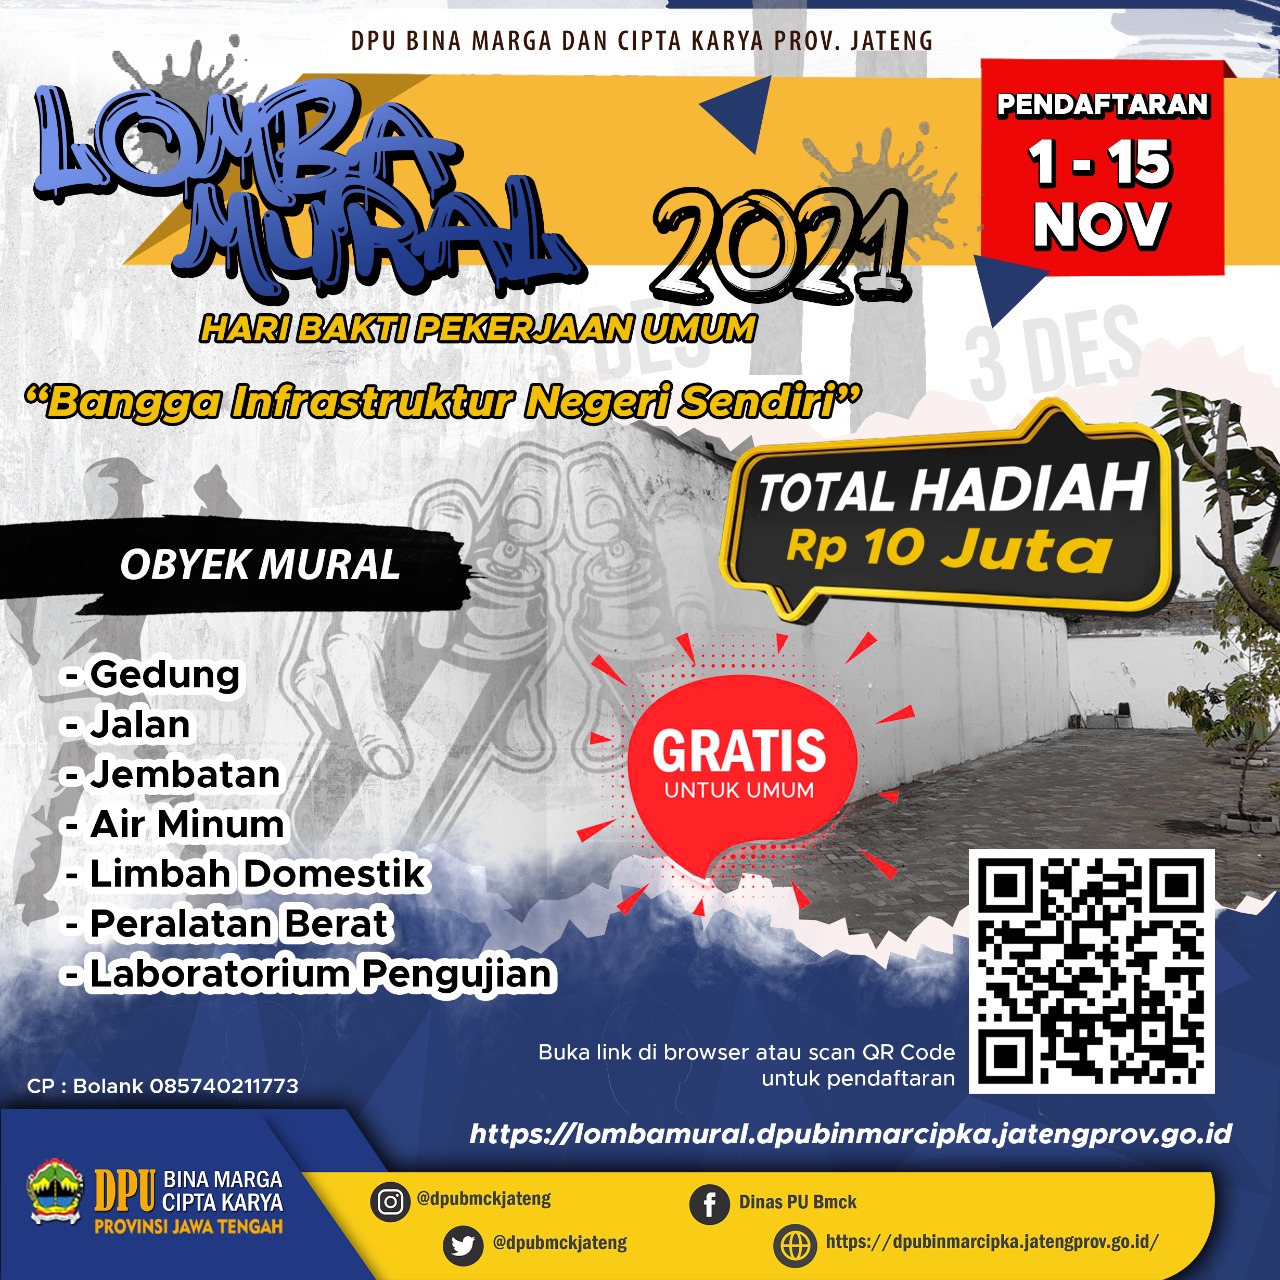 DPU BINA MARGA DAN CIPTA KARYA PROV. JATENG
LOMBA
MURAL
2021
PENDAFTARAN
1 - 15
NOV
HARI BAKTI PEKERJAAN UMUM
3 DES
3 DES
“Bangga Infrastruktur Negeri Sendiri”
TOTAL HADIAH
Rp 10 Juta
OBYEK MURAL
- Gedung
- Jalan
- Jembatan
- Air Minum
- Limbah Domestik
- Peralatan Berat
- Laboratorium Pengujian
GRATIS
UNTUK UMUM
Buka link di browser atau scan QR Code
untuk pendaftaran
CP : Bolank 085740211773
https://lombamural.dpubinmarcipka.jatengprov.go.id
DPU BINA MARGA
CIPTA KARYA
PROVINSI JAWA TENGAH
@dpubmckjateng
Dinas PU Bmck
@dpubmckjateng
https://dpubinmarcipka.jatengprov.go.id/